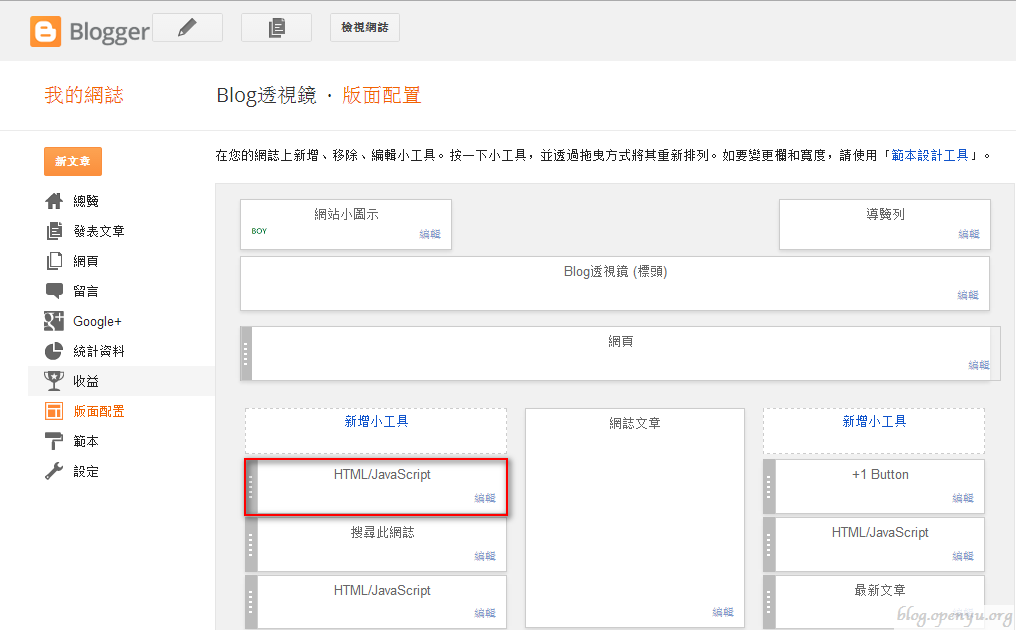 Blogger
檢視網誌
我的網誌
Blog透視鏡 · 版面配置
新文章
在您的網誌上新增、移除、編輯小工具。按一下小工具，並透過拖曳方式將其重新排列。如要變更欄和寬度，請使用「範本設計工具」。
總覽
發表文章
網頁
留言
Google+
統計資料
收益
版面配置
範本
設定
網站小圖示
BOY
編輯
導覽列
編輯
Blog透視鏡 (標頭)
編輯
網頁
編輯
新增小工具
HTML/JavaScript
編輯
搜尋此網誌
編輯
HTML/JavaScript
編輯
網誌文章
編輯
新增小工具
+1 Button
編輯
HTML/JavaScript
編輯
最新文章
編輯
blog.openyu.org